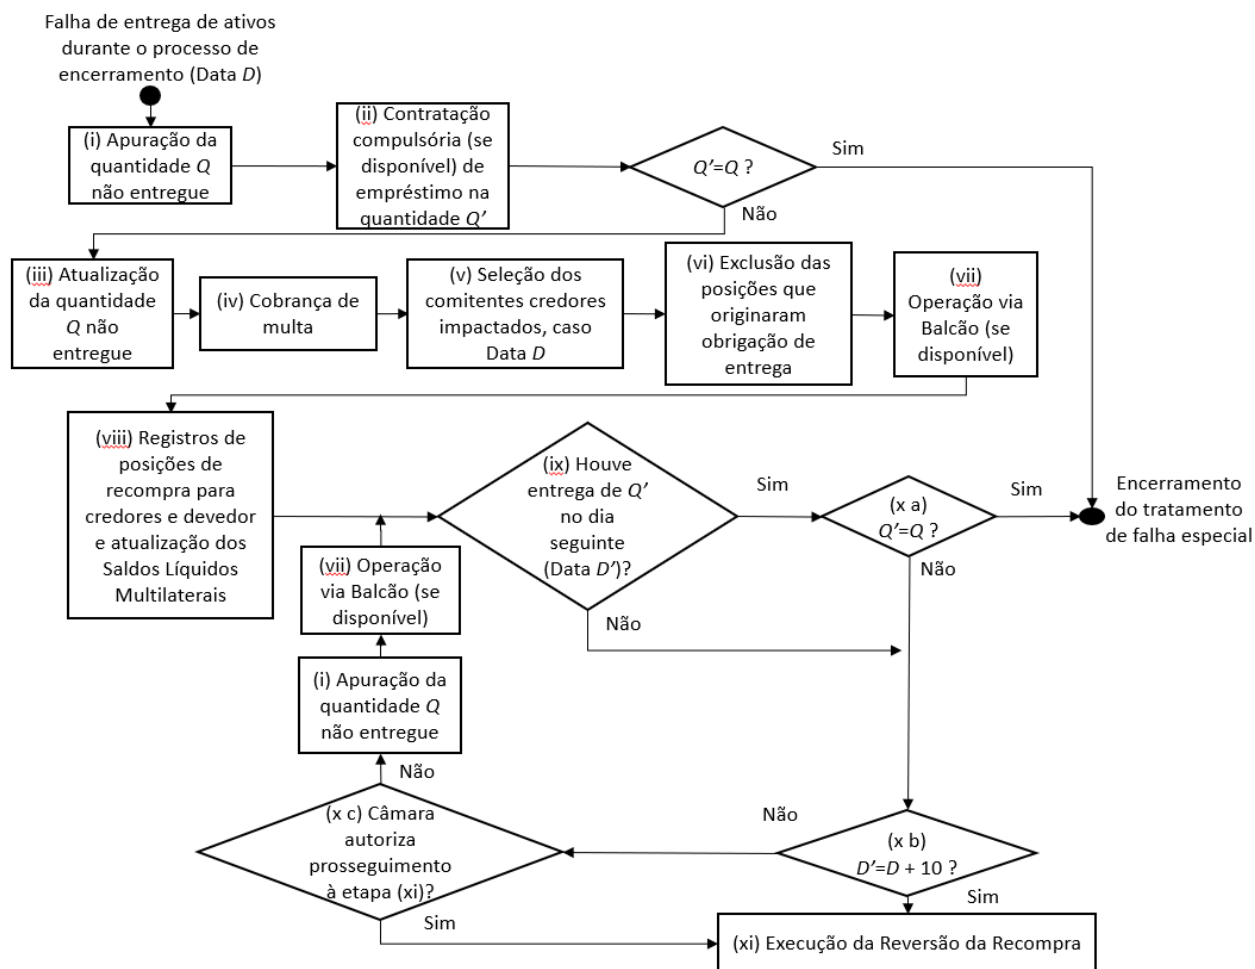 Falha de entrega de ativos
durante o processo de
encerramento (Data D)
(i) Apuração da
quantidade Q
não entregue
(ii) Contratação
compulsória (se
disponível) de
empréstimo na
quantidade Q’
Q’=Q ?
Sim
Não
(iii) Atualização
da quantidade
Q não
entregue
(iv) Cobrança de
multa
(v) Seleção dos
comitentes credores
impactados, caso
Data D
(vi) Exclusão das
posições que
originaram
obrigação de
entrega
(vii)
Operação via
Balcão (se
disponível)
(viii) Registros de
posições de
recompra para
credores e devedor
e atualização dos
Saldos Líquidos
Multilaterais
(ix) Houve
entrega de Q’
no dia
seguinte
(Data D’)?
Sim
Não
(x a)
Q’=Q ?
Sim
Não
Encerramento
do tratamento
de falha especial
(vii) Operação
via Balcão (se
disponível)
(i) Apuração da
quantidade Q
não entregue
Não
(x c) Câmara
autoriza
prosseguimento
à etapa (xi)?
Sim
Não
(x b)
D’=D + 10 ?
Sim
(xi) Execução da Reversão da Recompra